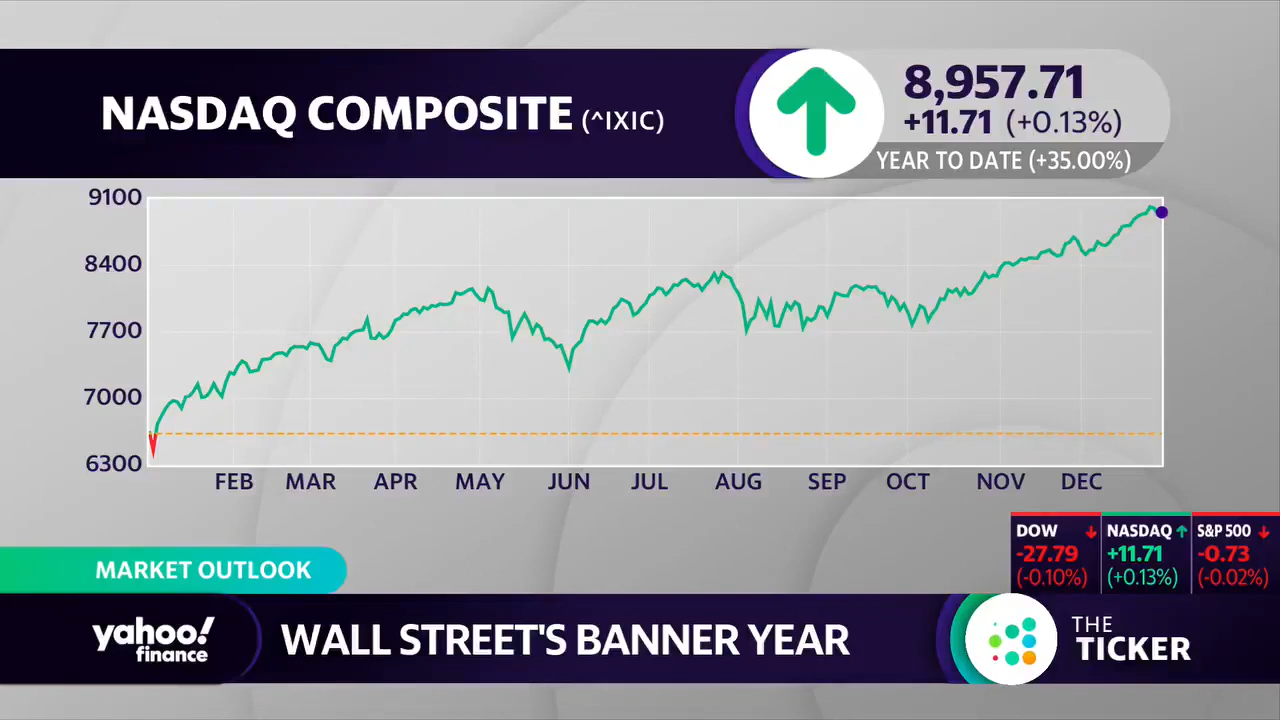 NASDAQ COMPOSITE (^IXIC)
8,957.71
+11.71 (+0.13%)
YEAR TO DATE (+35.00%)
9100
8400
7700
7000
6300
FEB MAR APR MAY JUN JUL AUG SEP OCT NOV DEC
DOW NASDAQ S&P 500
-27.79 +11.71 -0.73
(-0.10%) (+0.13%) (-0.02%)
MARKET OUTLOOK
yahoo!
finance
WALL STREET'S BANNER YEAR
THE
TICKER